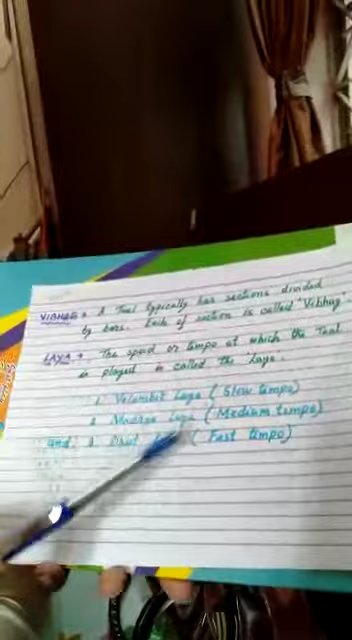 VIBHAG : A Taal typically has sections divided
by bars. Each of section is called "Vibhag".
LAYA : The speed or tempo at which the Taal
is played is called the Laya.
1. Velambit Laya (Slow tempo)
2. Madhya Laya (Medium tempo)
and 3. Drut (Fast tempo)